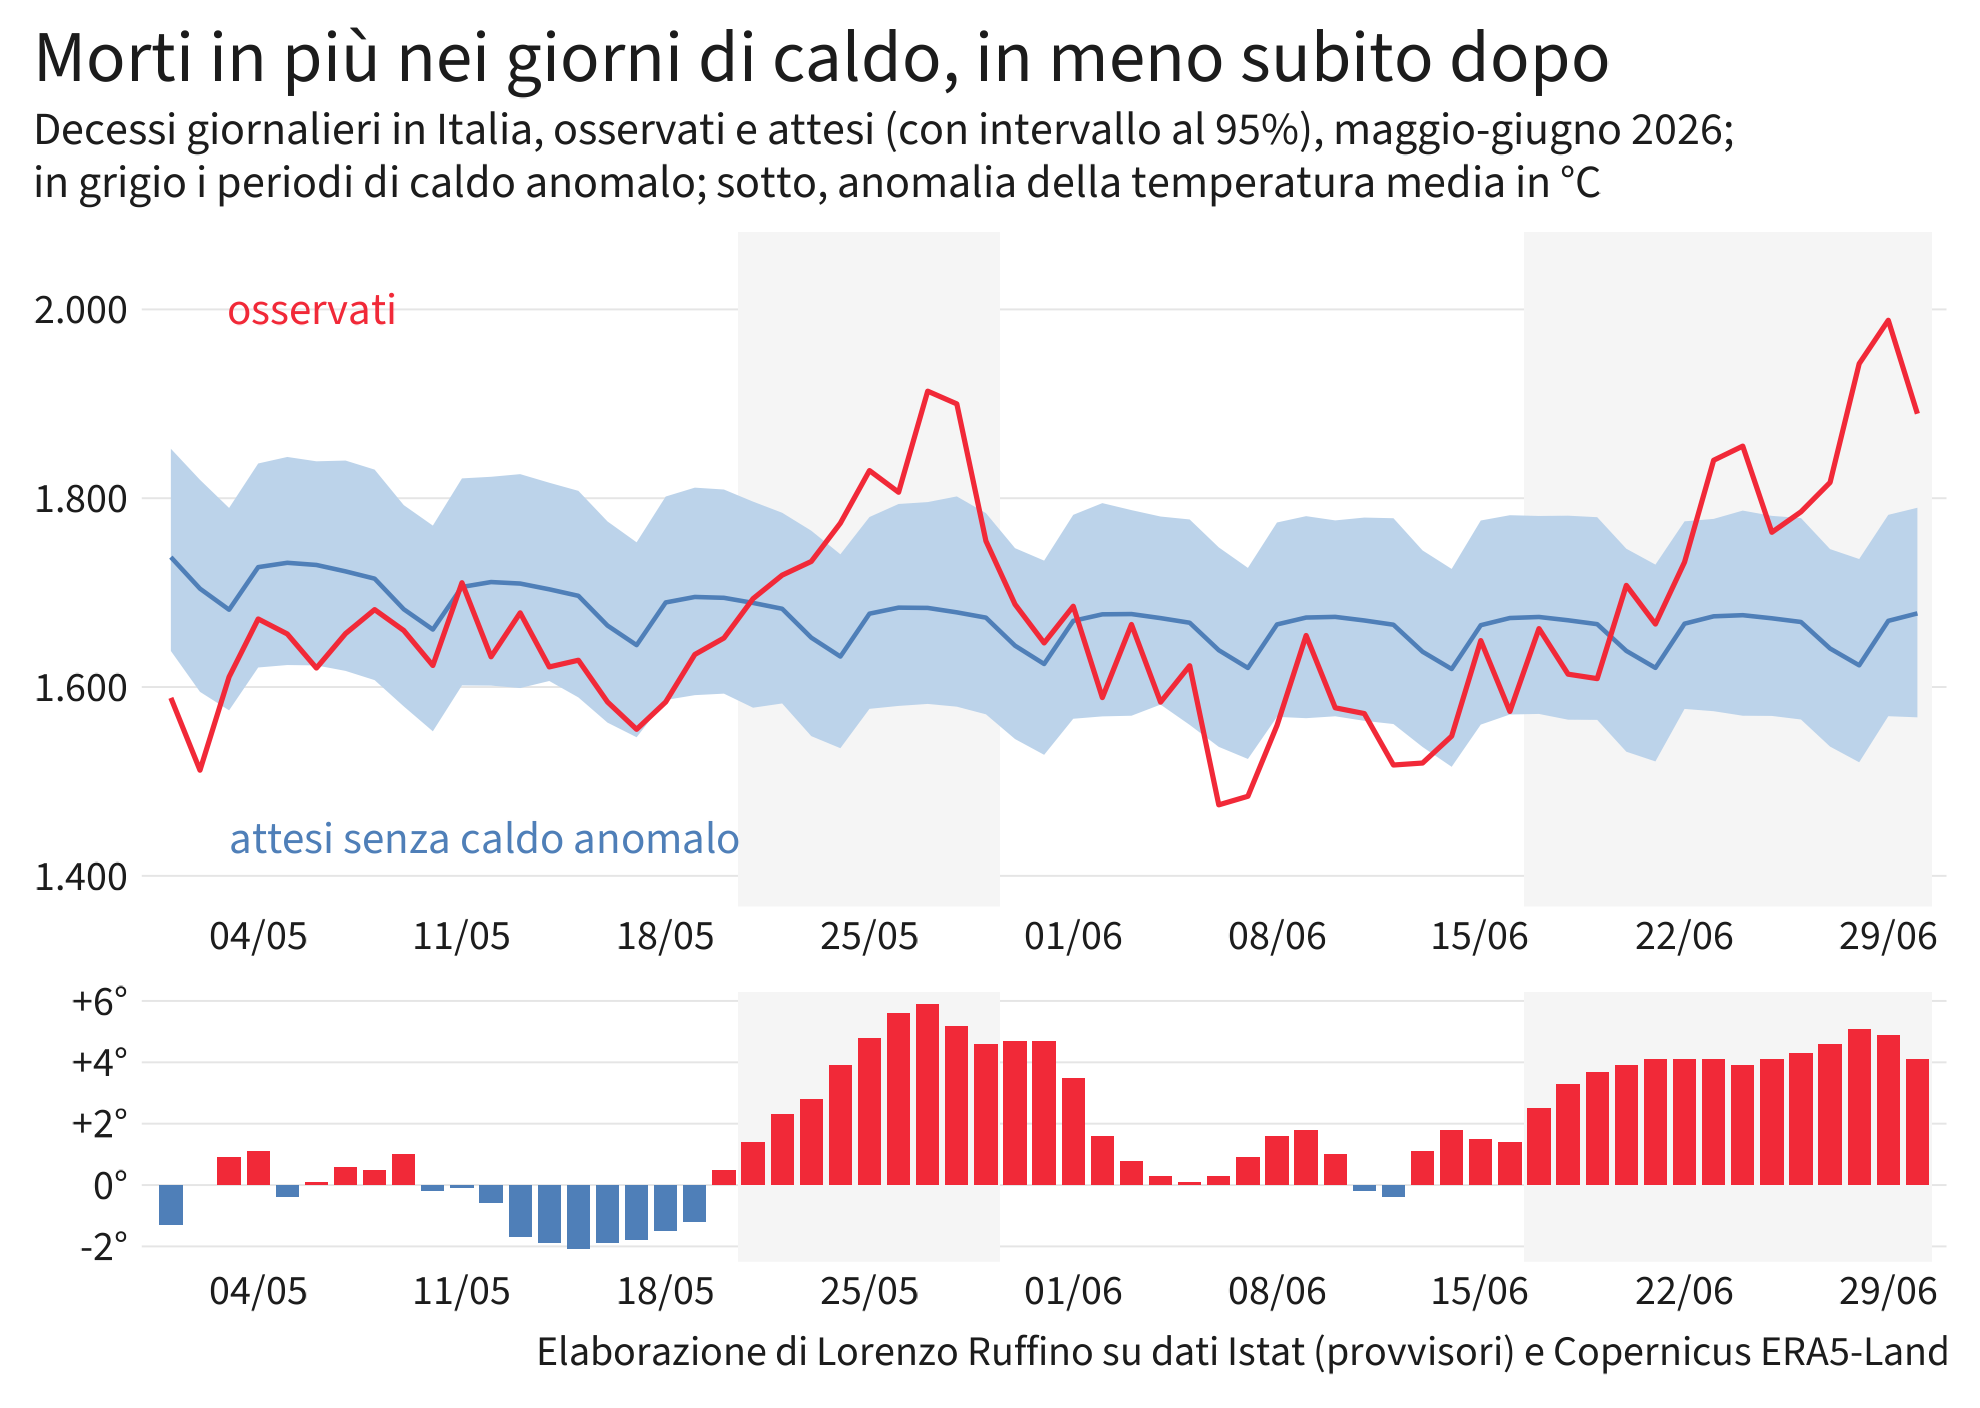 Morti in più nei giorni di caldo, in meno subito dopo
Decessi giornalieri in Italia, osservati e attesi (con intervallo al 95%), maggio-giugno 2026;
in grigio i periodi di caldo anomalo; sotto, anomalia della temperatura media in °C
2.000
osservati
1.800
1.600
attesi senza caldo anomalo
1.400
04/05 11/05 18/05 25/05 01/06 08/06 15/06 22/06 29/06
+6°
+4°
+2°
0°
-2°
04/05 11/05 18/05 25/05 01/06 08/06 15/06 22/06 29/06
Elaborazione di Lorenzo Ruffino su dati Istat (provvisori) e Copernicus ERA5-Land